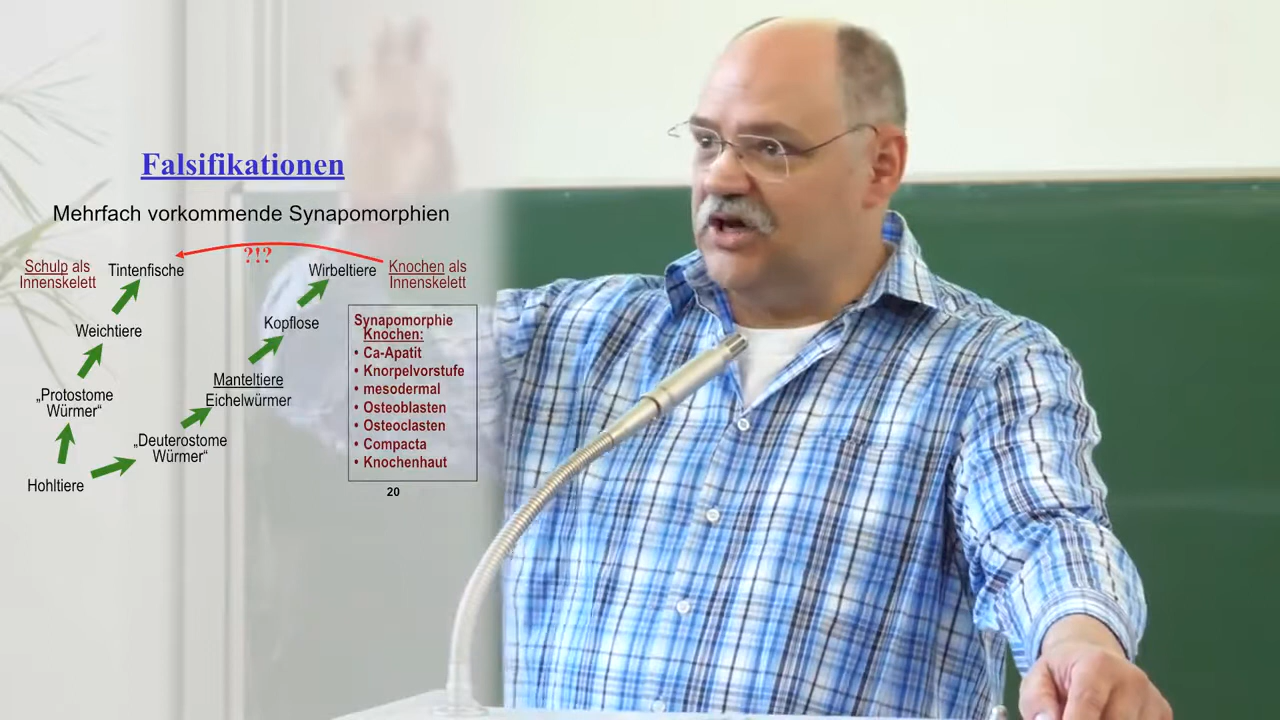 Falsifikationen
Mehrfach vorkommende Synapomorphien
?!?
Schulp als
Innenskelett
Tintenfische
Wirbeltiere
Knochen als
Innenskelett
Weichtiere
Kopflose
„Protostome
Würmer“
Manteltiere
Eichelwürmer
„Deuterostome
Würmer“
Hohltiere
Synapomorphie
Knochen:
• Ca-Apatit
• Knorpelvorstufe
• mesodermal
• Osteoblasten
• Osteoclasten
• Compacta
• Knochenhaut
20